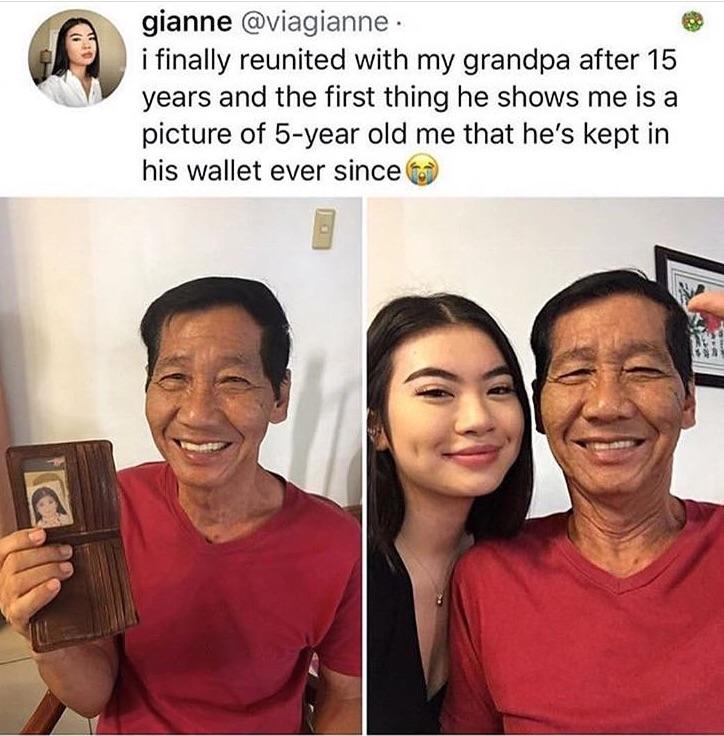 gianne @viagianne ·
i finally reunited with my grandpa after 15
years and the first thing he shows me is a
picture of 5-year old me that he’s kept in
his wallet ever since😭